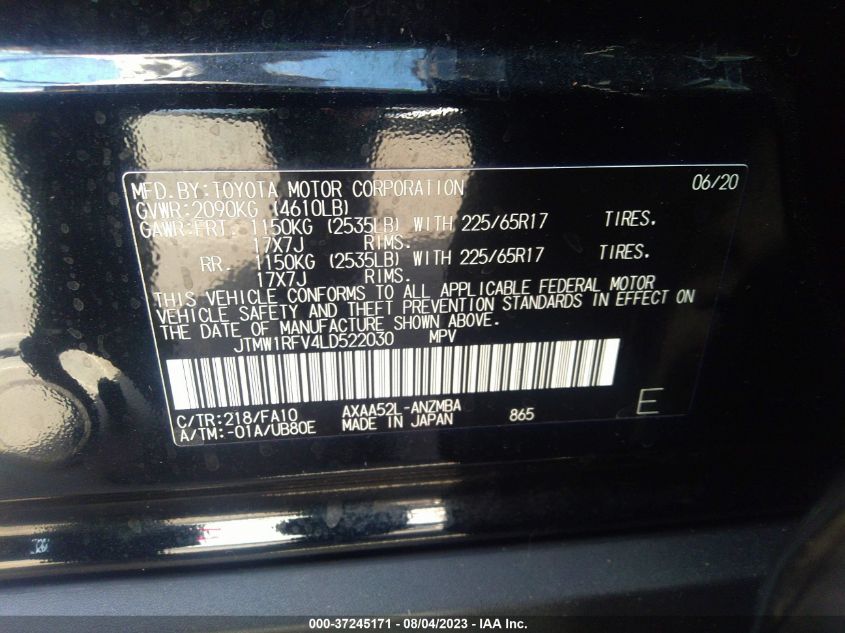 MFD.BY:TOYOTA MOTOR CORPORATION 06/20
GVWR:2090KG (4610LB)
GAWR:FRT. 1150KG (2535LB) WITH 225/65R17 TIRES.
17X7J RIMS.
RR. 1150KG (2535LB) WITH 225/65R17 TIRES.
17X7J RIMS.
THIS VEHICLE CONFORMS TO ALL APPLICABLE FEDERAL MOTOR
VEHICLE SAFETY AND THEFT PREVENTION STANDARDS IN EFFECT ON
THE DATE OF MANUFACTURE SHOWN ABOVE.
JTMW1RFV4LD522030 MPV
C/TR:218/FA10 AXAA52L-ANZMBA 865 E
A/TM:-01A/UB80E MADE IN JAPAN
000-37245171 - 08/04/2023 - IAA Inc.